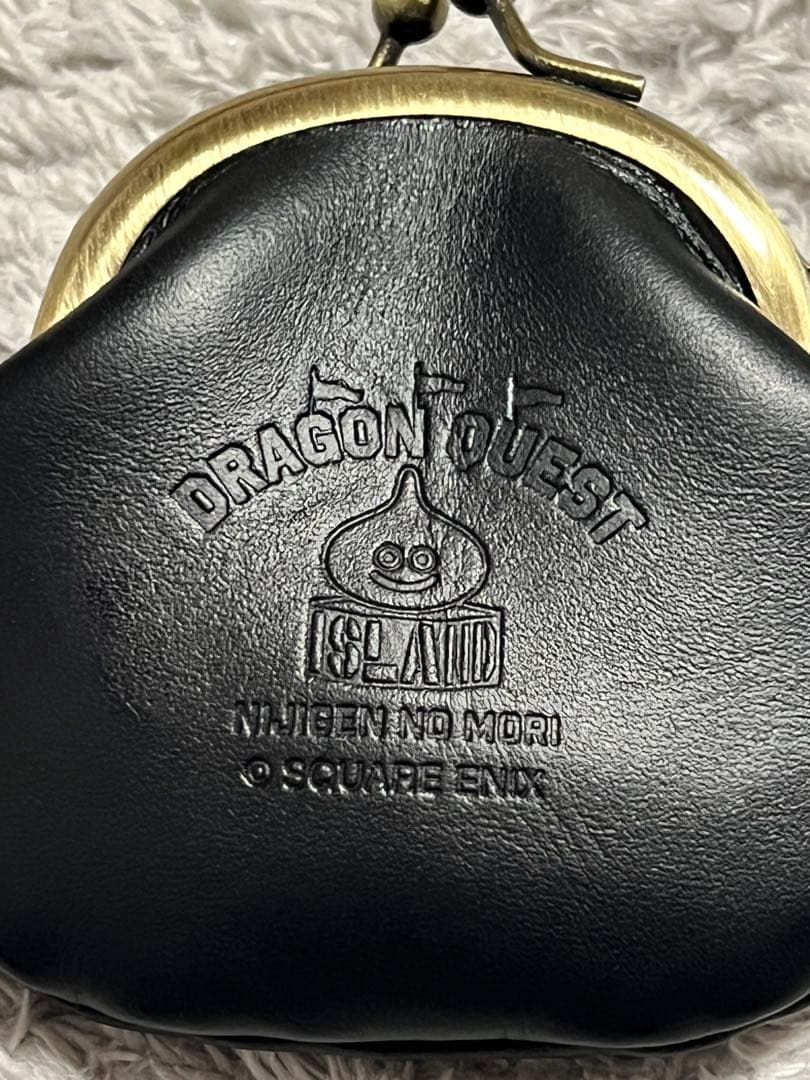 DRAGON QUEST
ISLAND
NIJIGEN NO MORI
© SQUARE ENIX